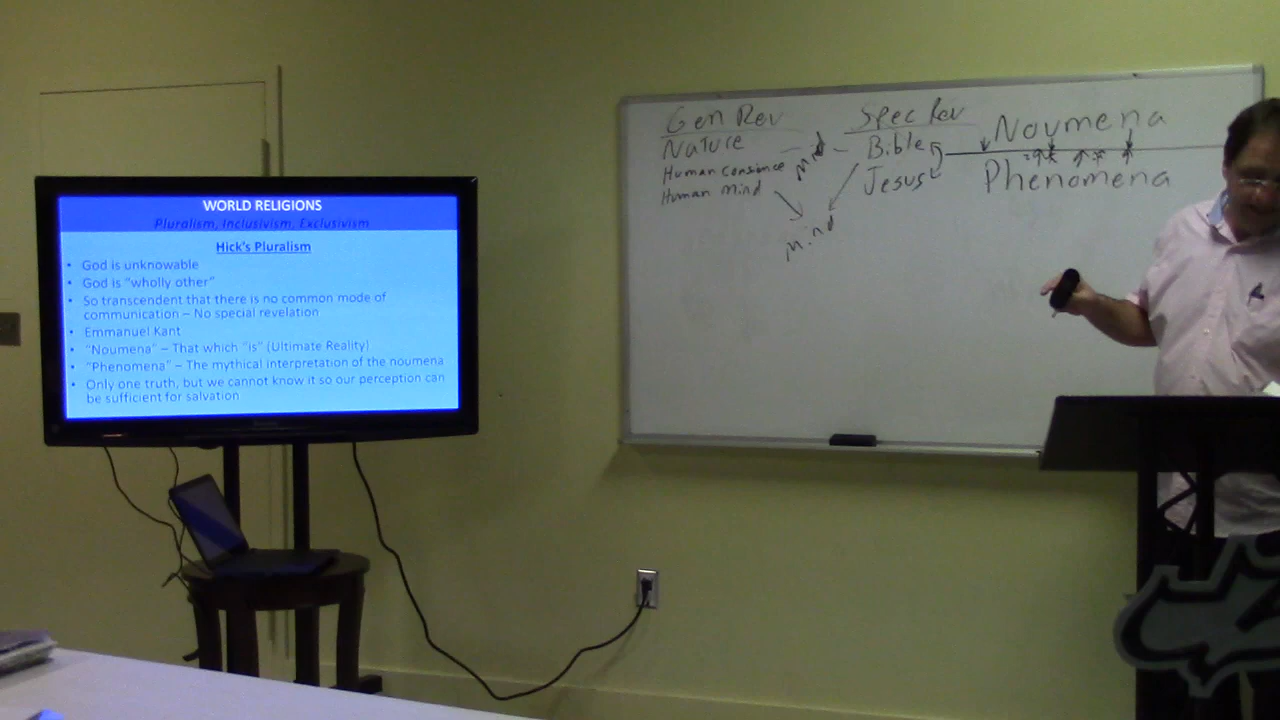 WORLD RELIGIONS
Pluralism, Inclusivism, Exclusivism
Hick's Pluralism
• God is unknowable
• God is "wholly other"
• So transcendent that there is no common mode of
communication – No special revelation
• Emmanuel Kant
• "Noumena" – That which "is" (Ultimate Reality)
• "Phenomena" – The mythical interpretation of the noumena
• Only one truth, but we cannot know it so our perception can
be sufficient for salvation
Gen Rev
Nature
Human Consience
Human Mind
Mind
Mind
Spec Rev
Bible
Jesus
Noumena
Phenomena